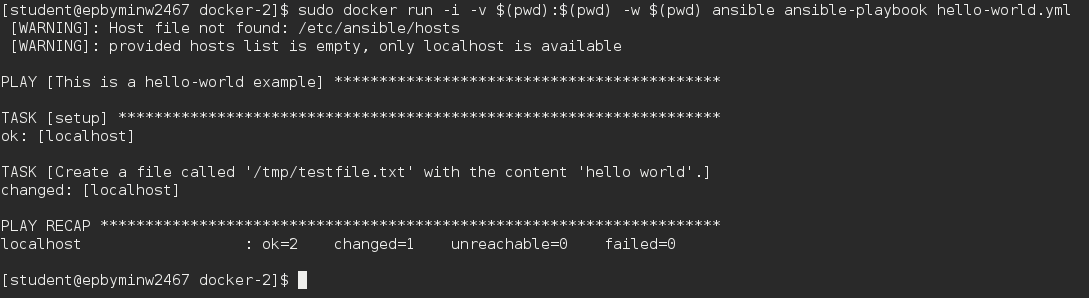 [student@epbyminw2467 docker-2]$ sudo docker run -i -v $(pwd):$(pwd) -w $(pwd) ansible ansible-playbook hello-world.yml
 [WARNING]: Host file not found: /etc/ansible/hosts
 [WARNING]: provided hosts list is empty, only localhost is available
PLAY [This is a hello-world example] *******************************************
TASK [setup] *******************************************************************
ok: [localhost]
TASK [Create a file called '/tmp/testfile.txt' with the content 'hello world'.]
changed: [localhost]
PLAY RECAP *********************************************************************
localhost                  : ok=2    changed=1    unreachable=0    failed=0
[student@epbyminw2467 docker-2]$